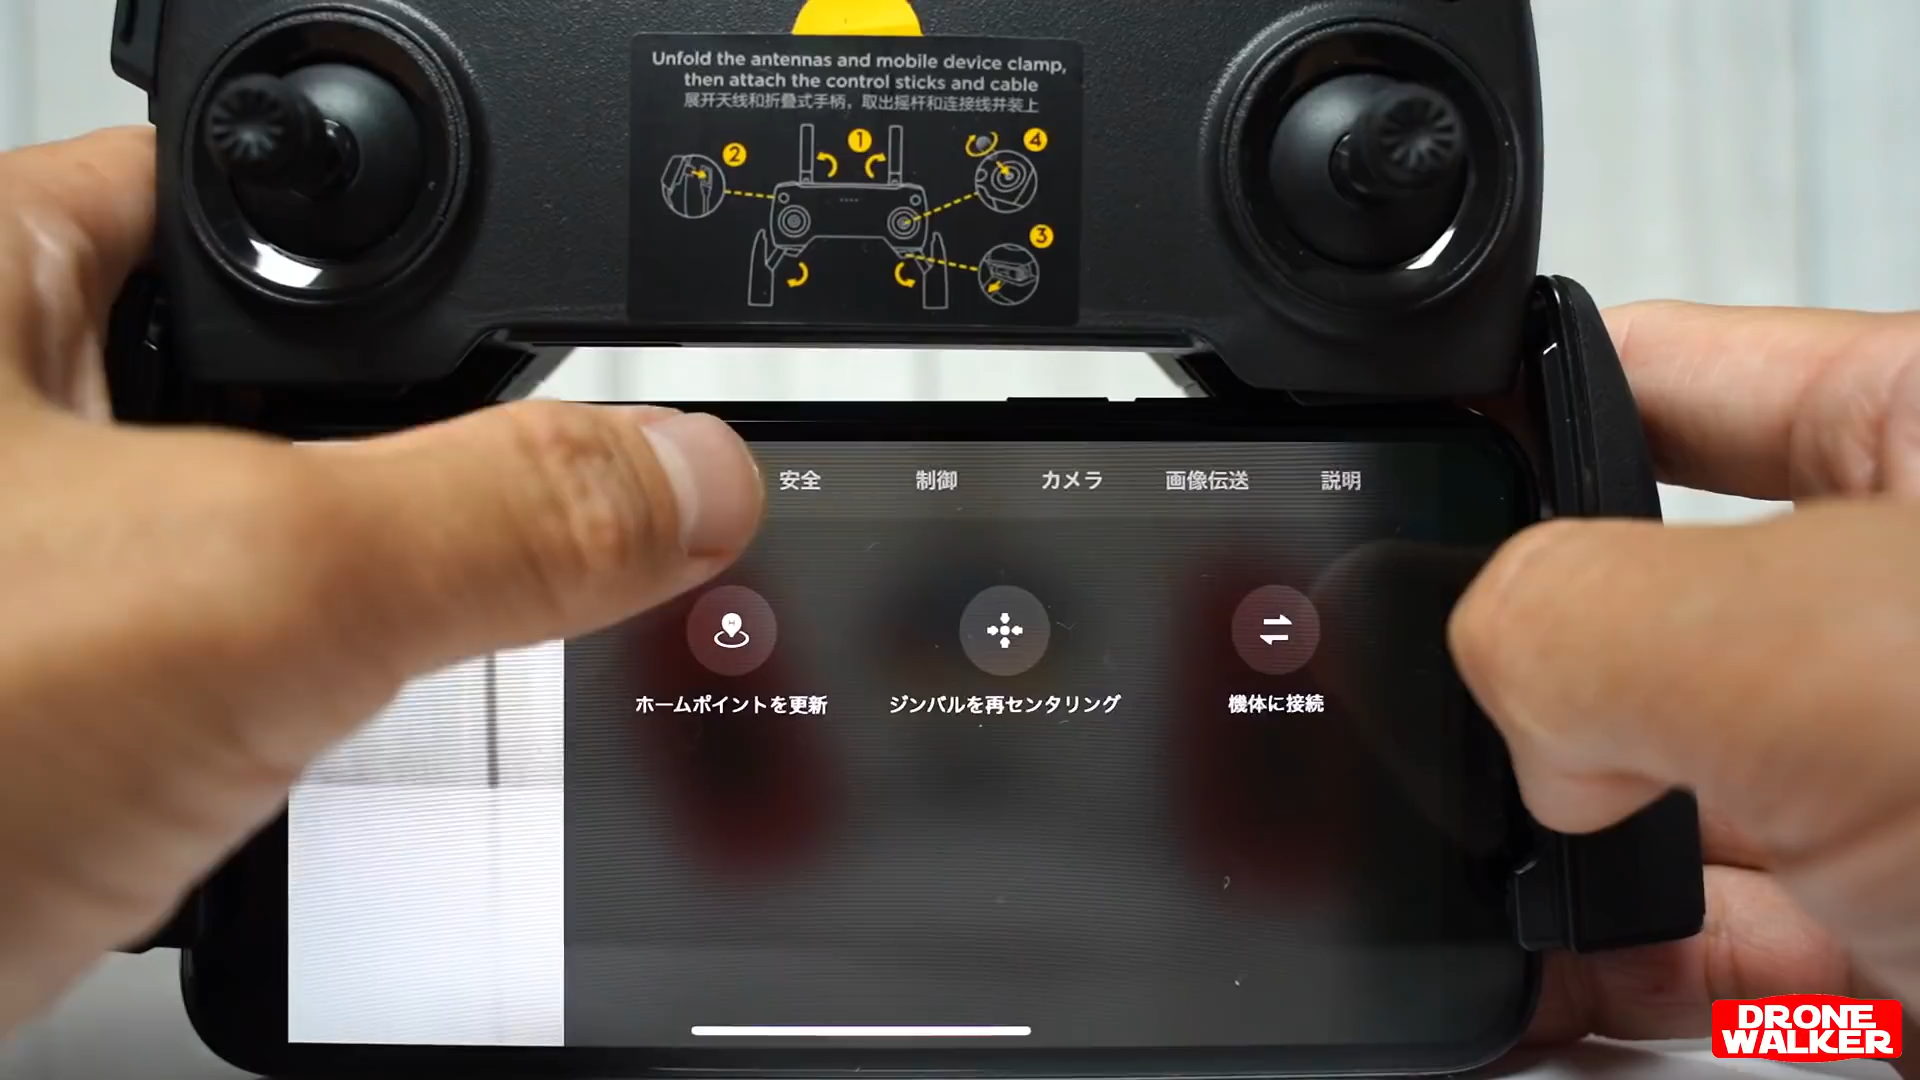 Unfold the antennas and mobile device clamp,
then attach the control sticks and cable
展开天线和折叠式手柄，取出摇杆和连接线并装上
1
4
2
3
安全 制御 カメラ 画像伝送 説明
ホームポイントを更新 ジンバルを再センタリング 機体に接続
DRONE
WALKER